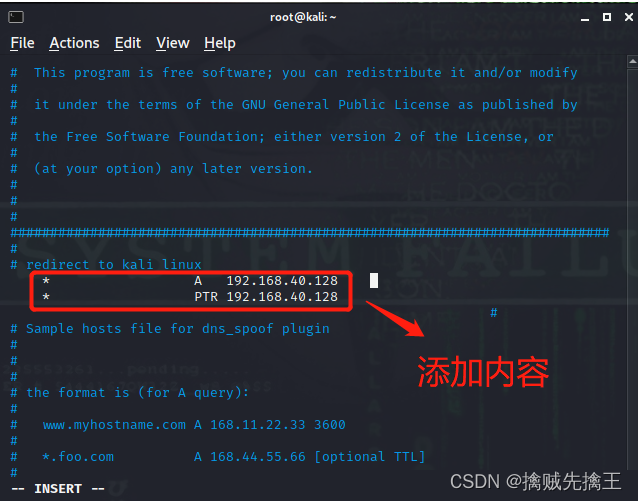 root@kali: ~
File Actions Edit View Help
# This program is free software; you can redistribute it and/or modify
#
# it under the terms of the GNU General Public License as published by
#
# the Free Software Foundation; either version 2 of the License, or
#
# (at your option) any later version.
#
#
#
###########################################################################
#
# redirect to kali linux
* A 192.168.40.128
* PTR 192.168.40.128
#
# Sample hosts file for dns_spoof plugin
#
#
添加内容
#
# the format is (for A query):
#
# www.myhostname.com A 168.11.22.33 3600
#
# *.foo.com A 168.44.55.66 [optional TTL]
#
-- INSERT --
CSDN @擒贼先擒王